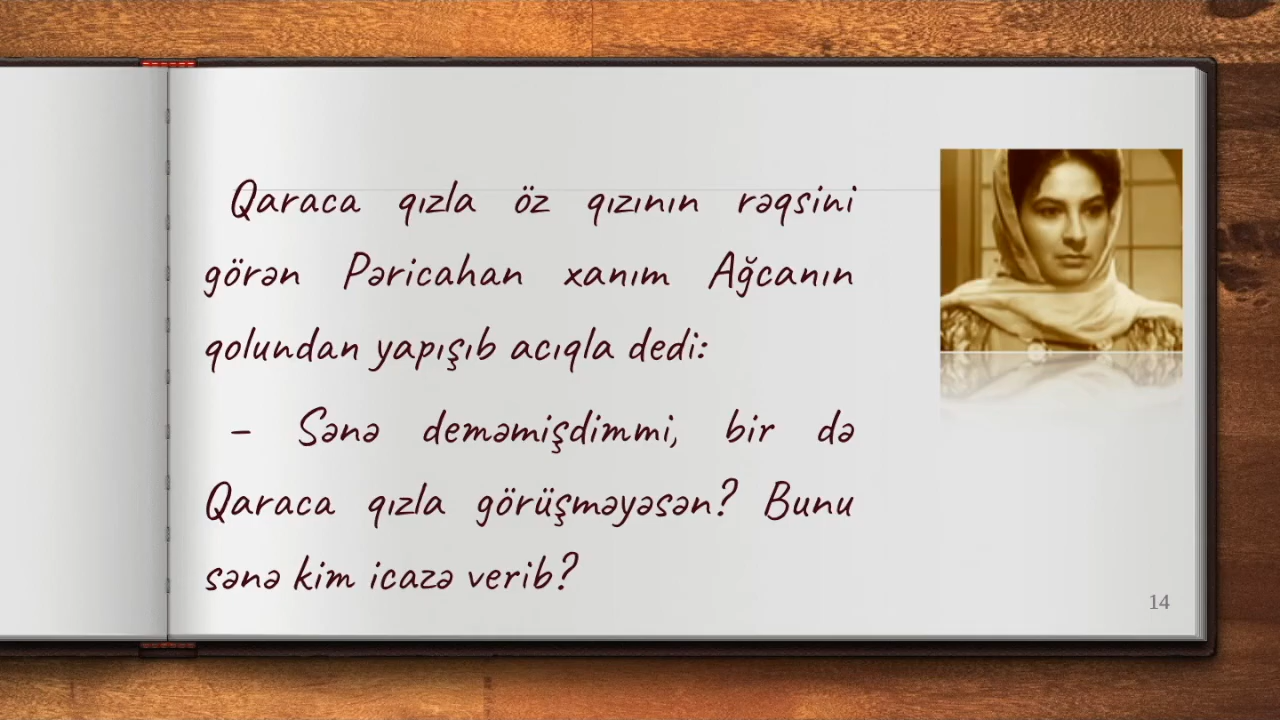 Qaraca qızla öz qızının rəqsini
görən Pəricahan xanım Ağcanın
qolundan yapışıb acıqla dedi:
– Sənə deməmişdimmi, bir də
Qaraca qızla görüşməyəsən? Bunu
sənə kim icazə verib?
14